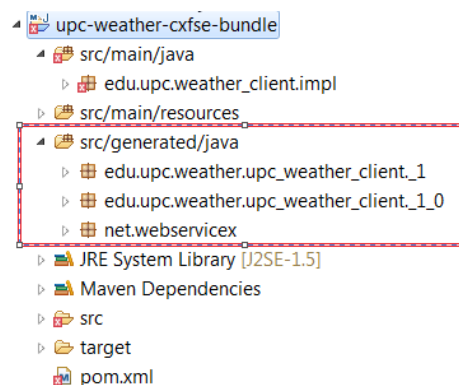 upc-weather-cxfse-bundle
src/main/java
edu.upc.weather_client.impl
src/main/resources
src/generated/java
edu.upc.weather.upc_weather_client._1
edu.upc.weather.upc_weather_client._1_0
net.webservicex
JRE System Library [J2SE-1.5]
Maven Dependencies
src
target
pom.xml